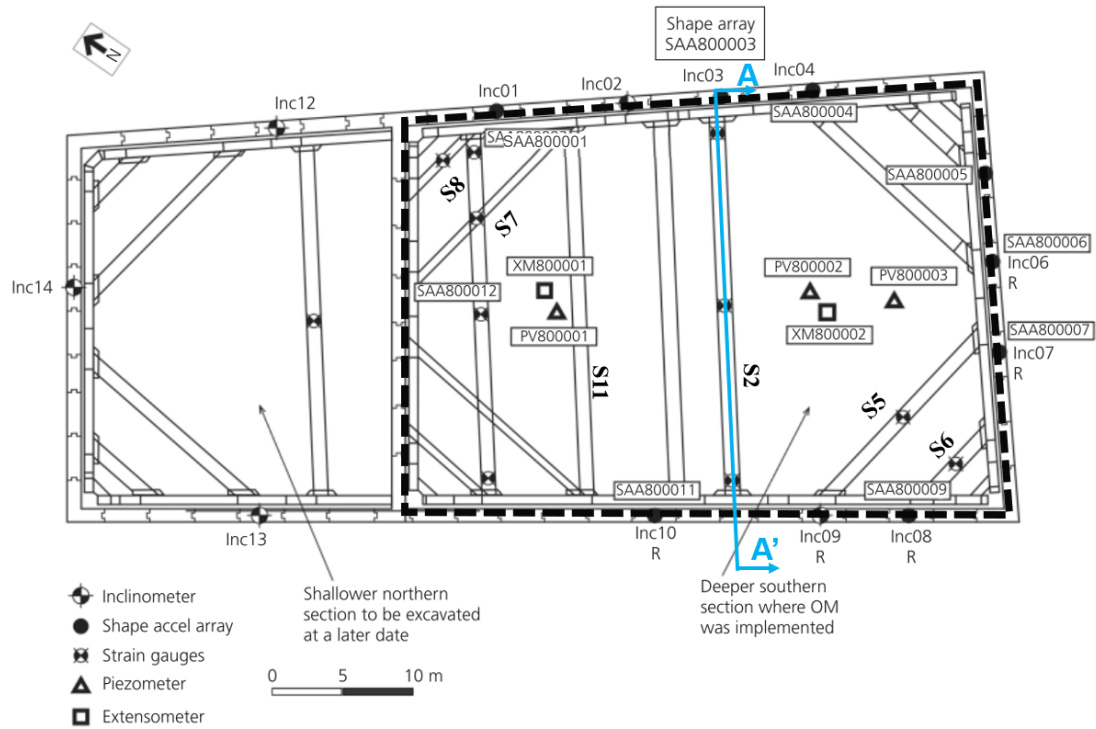 Shape array
SAA800003
N
Inc12
Inc01
Inc02
Inc03
A
Inc04
SAA800004
SAA800001
SAA800005
S8
S7
SAA800006
Inc06
R
XM800001
PV800002
PV800003
Inc14
SAA800012
PV800001
XM800002
SAA800007
Inc07
R
S11
S2
S5
S6
SAA800011
SAA800009
Inc13
Inc10
R
Inc09
R
Inc08
R
A'
Inclinometer
Shape accel array
Strain gauges
Piezometer
Extensometer
Shallower northern
section to be excavated
at a later date
Deeper southern
section where OM
was implemented
0 5 10 m